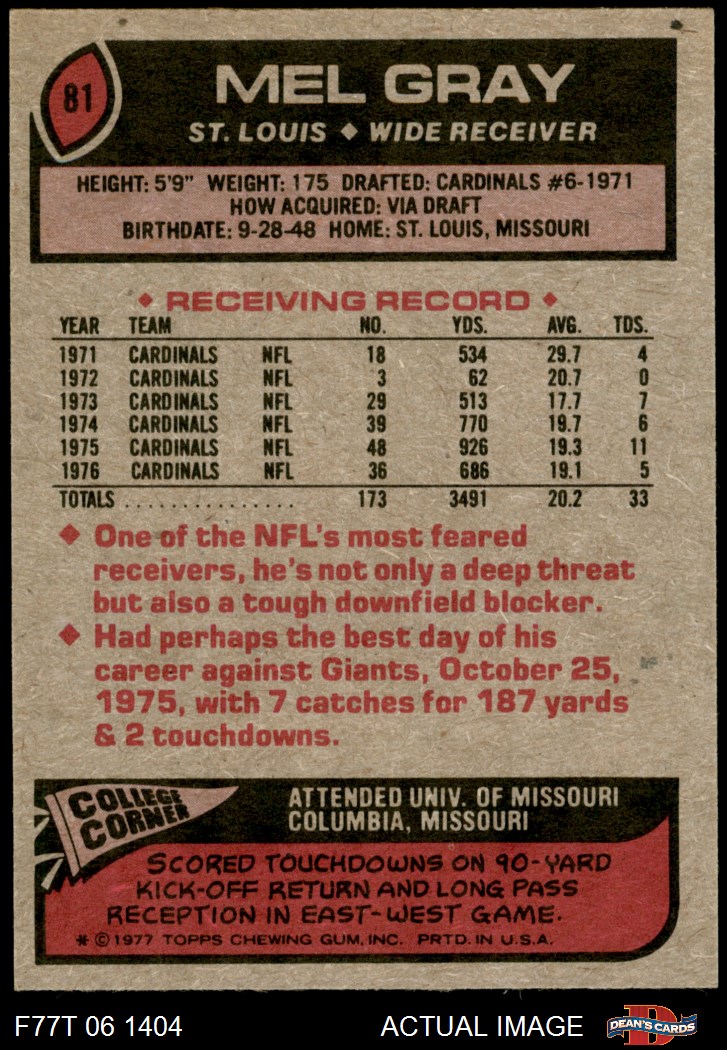 81
MEL GRAY
ST. LOUIS ◆ WIDE RECEIVER
HEIGHT: 5'9" WEIGHT: 175 DRAFTED: CARDINALS #6-1971
HOW ACQUIRED: VIA DRAFT
BIRTHDATE: 9-28-48 HOME: ST. LOUIS, MISSOURI
◆ RECEIVING RECORD ◆
YEAR TEAM NO. YDS. AVG. TDS.
1971 CARDINALS NFL 18 534 29.7 4
1972 CARDINALS NFL 3 62 20.7 0
1973 CARDINALS NFL 29 513 17.7 7
1974 CARDINALS NFL 39 770 19.7 6
1975 CARDINALS NFL 48 926 19.3 11
1976 CARDINALS NFL 36 686 19.1 5
TOTALS ................ 173 3491 20.2 33
◆ One of the NFL's most feared
receivers, he's not only a deep threat
but also a tough downfield blocker.
◆ Had perhaps the best day of his
career against Giants, October 25,
1975, with 7 catches for 187 yards
& 2 touchdowns.
COLLEGE
CORNER
ATTENDED UNIV. OF MISSOURI
COLUMBIA, MISSOURI
SCORED TOUCHDOWNS ON 90-YARD
KICK-OFF RETURN AND LONG PASS
RECEPTION IN EAST-WEST GAME.
* © 1977 TOPPS CHEWING GUM, INC. PRTD. IN U.S.A.
F77T 06 1404 ACTUAL IMAGE
D
DEAN'S CARDS